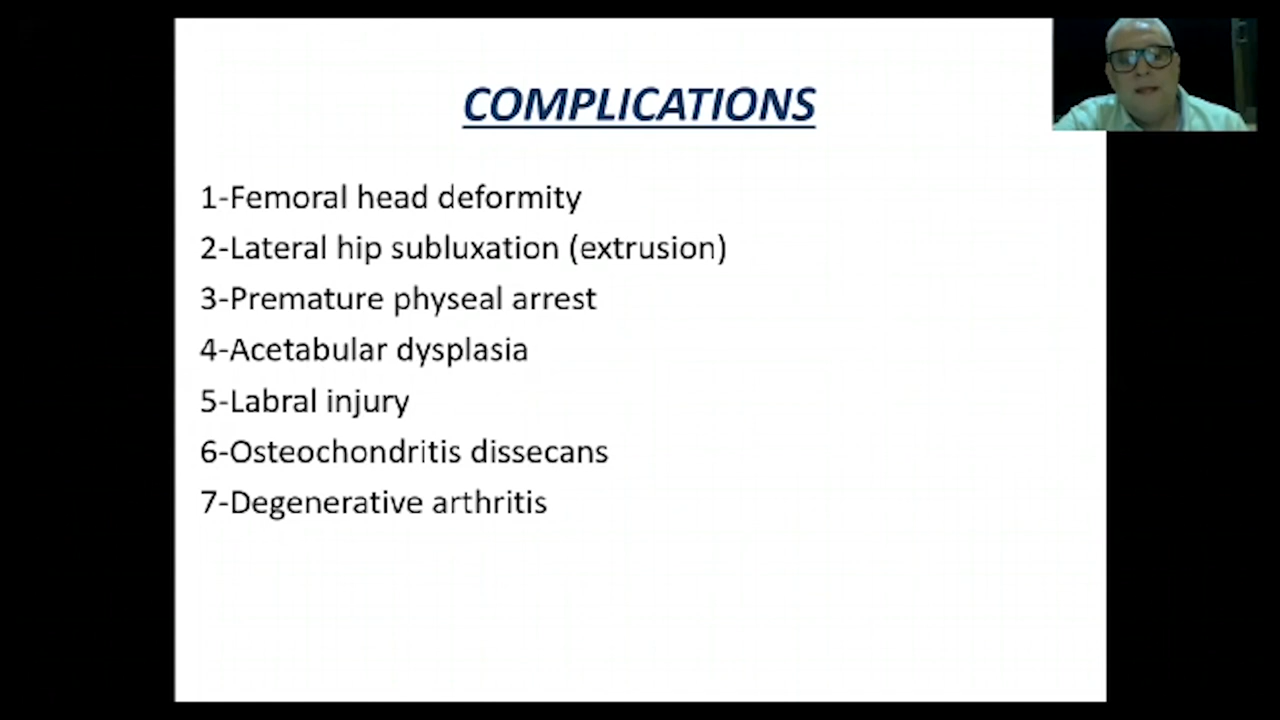 COMPLICATIONS
1-Femoral head deformity
2-Lateral hip subluxation (extrusion)
3-Premature physeal arrest
4-Acetabular dysplasia
5-Labral injury
6-Osteochondritis dissecans
7-Degenerative arthritis